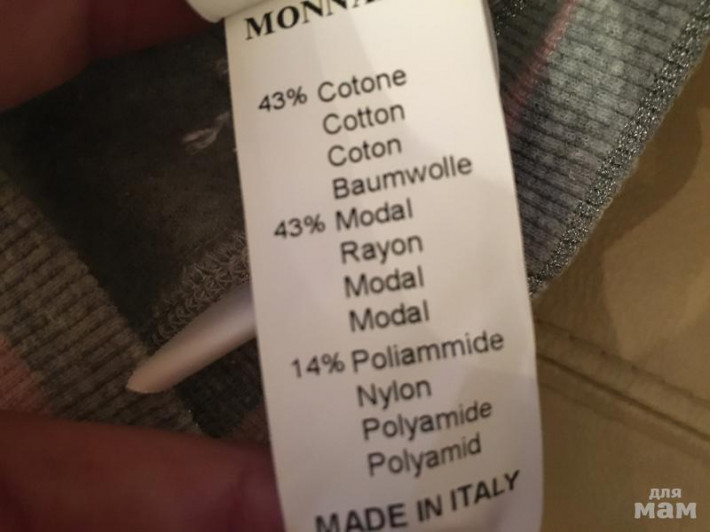 43% Cotone
Cotton
Coton
Baumwolle
43% Modal
Rayon
Modal
Modal
14% Poliammide
Nylon
Polyamide
Polyamid
MADE IN ITALY
для
мам